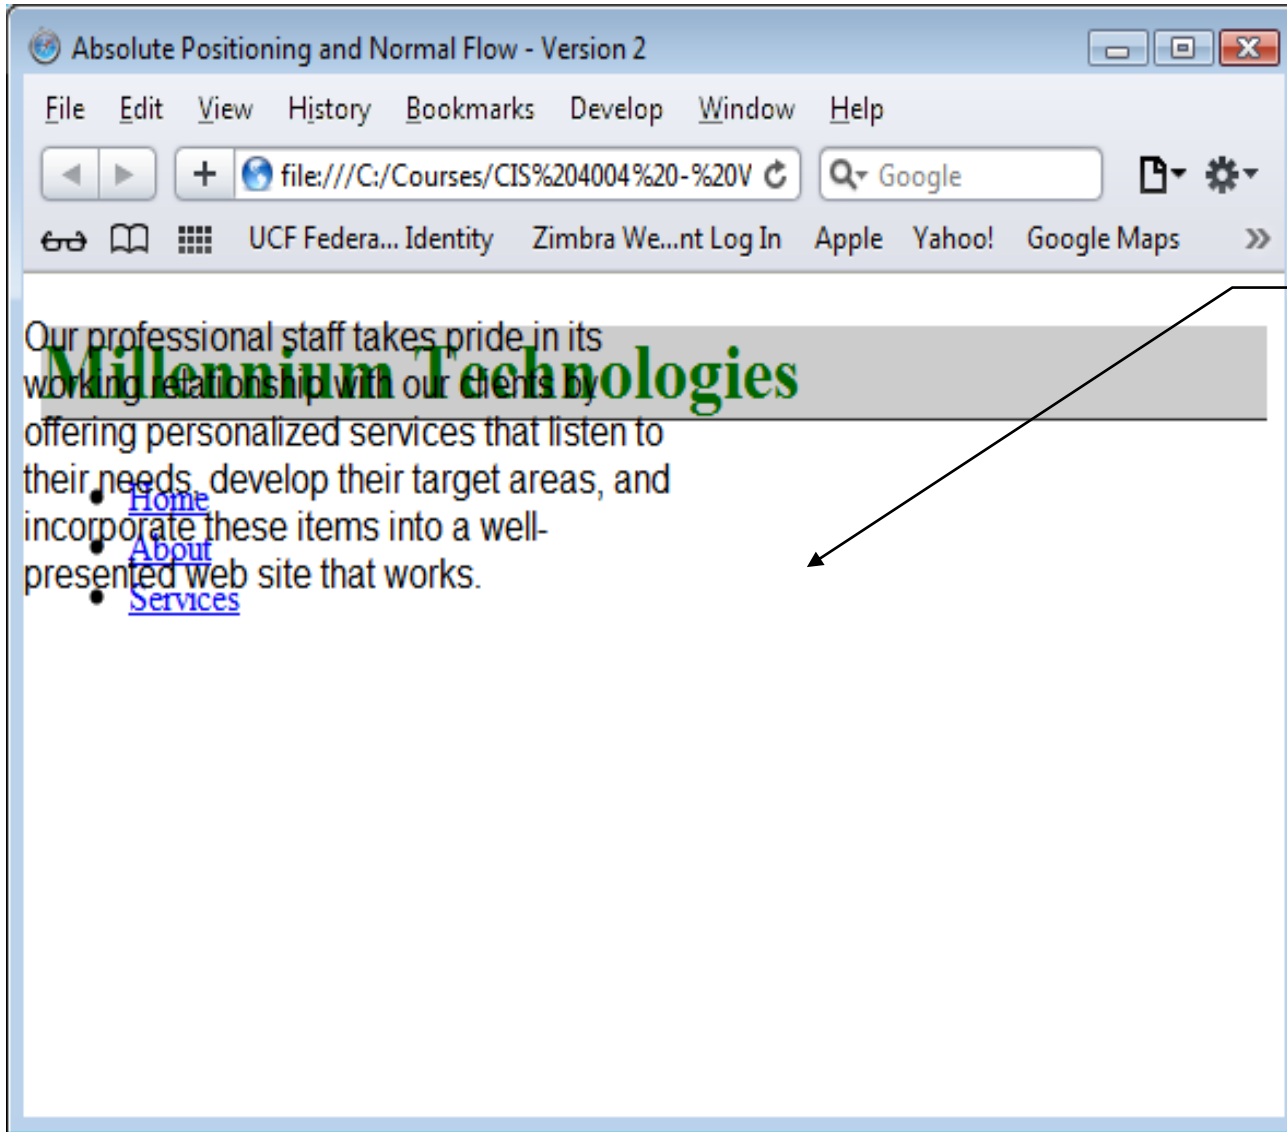 Absolute Positioning and Normal Flow - Version 2
File Edit View History Bookmarks Develop Window Help
file:///C:/Courses/CIS%204004%20-%20V Google
UCF Federa... Identity Zimbra We...nt Log In Apple Yahoo! Google Maps
Our professional staff takes pride in its
Millennium Technologies
working relationship with our clients by
offering personalized services that listen to
their needs, develop their target areas, and
Home
incorporate these items into a well-
About
presented web site that works.
Services